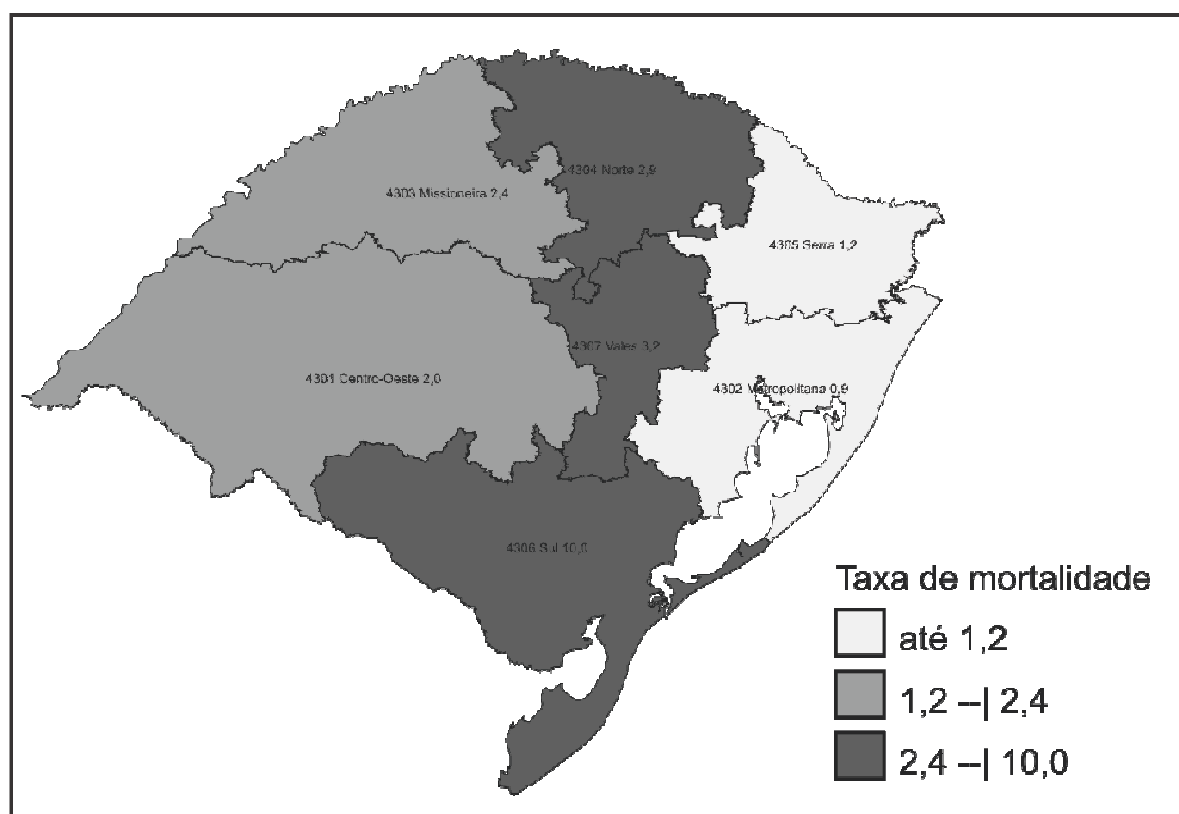 4304 Norte 2,9
4303 Missioneira 2,4
4305 Serra 1,2
4307 Vales 3,2
4301 Centro-Oeste 2,0
4302 Metropolitana 0,9
4306 Sul 10,0
Taxa de mortalidade
até 1,2
1,2 --| 2,4
2,4 --| 10,0